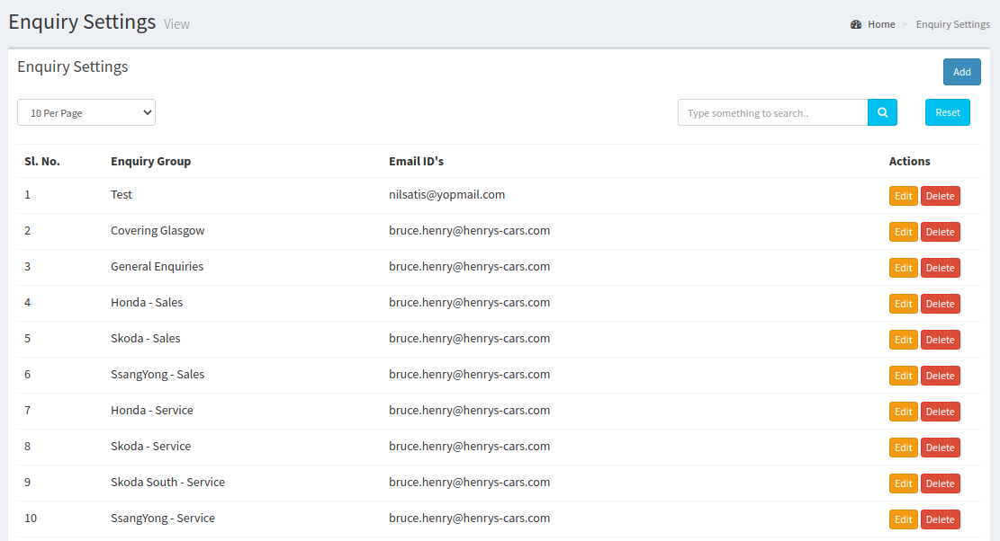 Enquiry Settings View
Home > Enquiry Settings
Enquiry Settings
Add
10 Per Page
Type something to search..
Reset
Sl. No. Enquiry Group Email ID's Actions
1 Test nilsatis@yopmail.com Edit Delete
2 Covering Glasgow bruce.henry@henrys-cars.com Edit Delete
3 General Enquiries bruce.henry@henrys-cars.com Edit Delete
4 Honda - Sales bruce.henry@henrys-cars.com Edit Delete
5 Skoda - Sales bruce.henry@henrys-cars.com Edit Delete
6 SsangYong - Sales bruce.henry@henrys-cars.com Edit Delete
7 Honda - Service bruce.henry@henrys-cars.com Edit Delete
8 Skoda - Service bruce.henry@henrys-cars.com Edit Delete
9 Skoda South - Service bruce.henry@henrys-cars.com Edit Delete
10 SsangYong - Service bruce.henry@henrys-cars.com Edit Delete